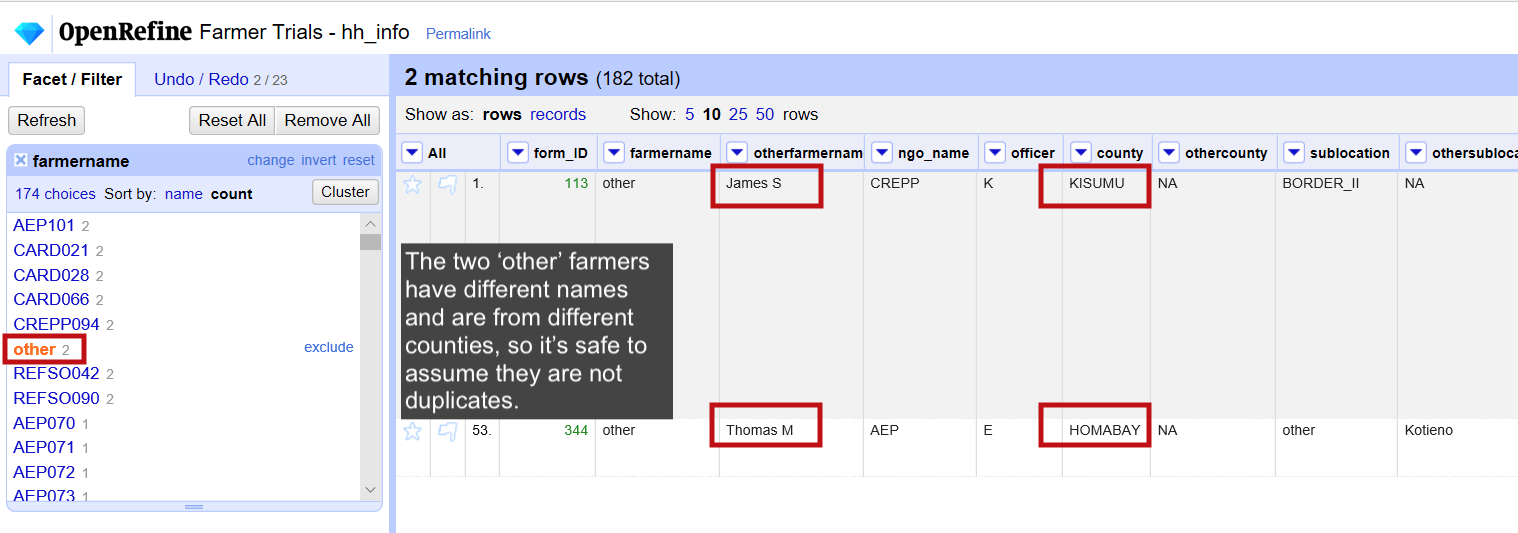 OpenRefine Farmer Trials - hh_info Permalink
Facet / Filter Undo / Redo 2 / 23
Refresh Reset All Remove All
farmername change invert reset
174 choices Sort by: name count Cluster
AEP101 2
CARD021 2
CARD028 2
CARD066 2
CREPP094 2
other 2 exclude
REFSO042 2
REFSO090 2
AEP070 1
AEP071 1
AEP072 1
AEP073 1
2 matching rows (182 total)
Show as: rows records Show: 5 10 25 50 rows
All form_ID farmername otherfarmernam ngo_name officer county othercounty sublocation othersubloca
1. 113 other James S CREPP K KISUMU NA BORDER_II NA
The two ‘other’ farmers
have different names
and are from different
counties, so it’s safe to
assume they are not
duplicates.
53. 344 other Thomas M AEP E HOMABAY NA other Kotieno